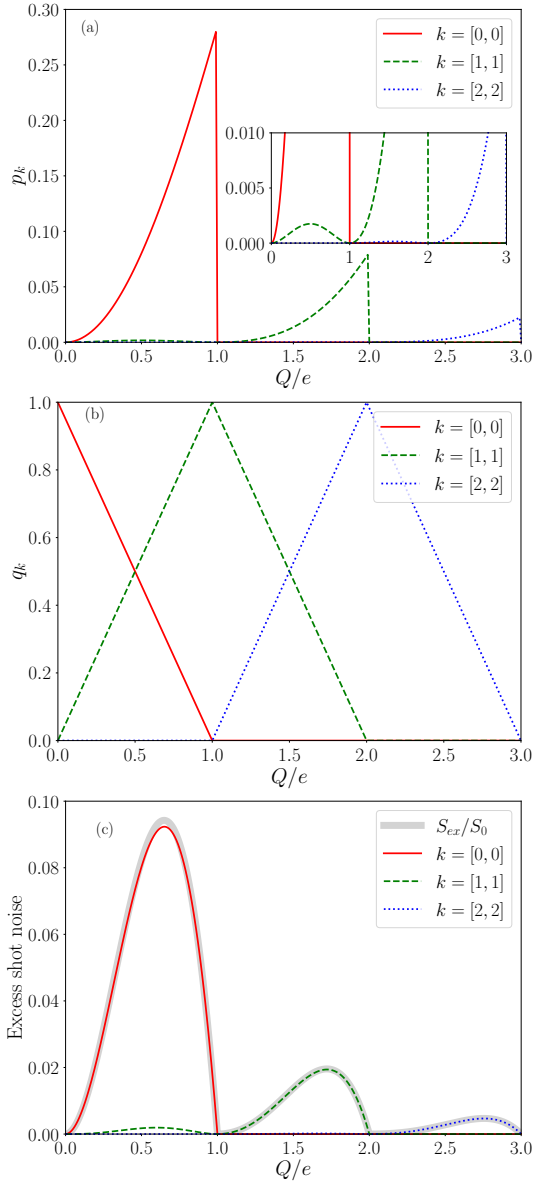 (a)
k = [0, 0]
k = [1, 1]
k = [2, 2]
p_k
0.30
0.25
0.20
0.15
0.10
0.05
0.00
0.010
0.005
0.000
0 1 2 3
0.0 0.5 1.0 1.5 2.0 2.5 3.0
Q/e
(b)
k = [0, 0]
k = [1, 1]
k = [2, 2]
q_k
1.0
0.8
0.6
0.4
0.2
0.0
0.0 0.5 1.0 1.5 2.0 2.5 3.0
Q/e
(c)
S_{ex}/S_0
k = [0, 0]
k = [1, 1]
k = [2, 2]
Excess shot noise
0.10
0.08
0.06
0.04
0.02
0.00
0.0 0.5 1.0 1.5 2.0 2.5 3.0
Q/e